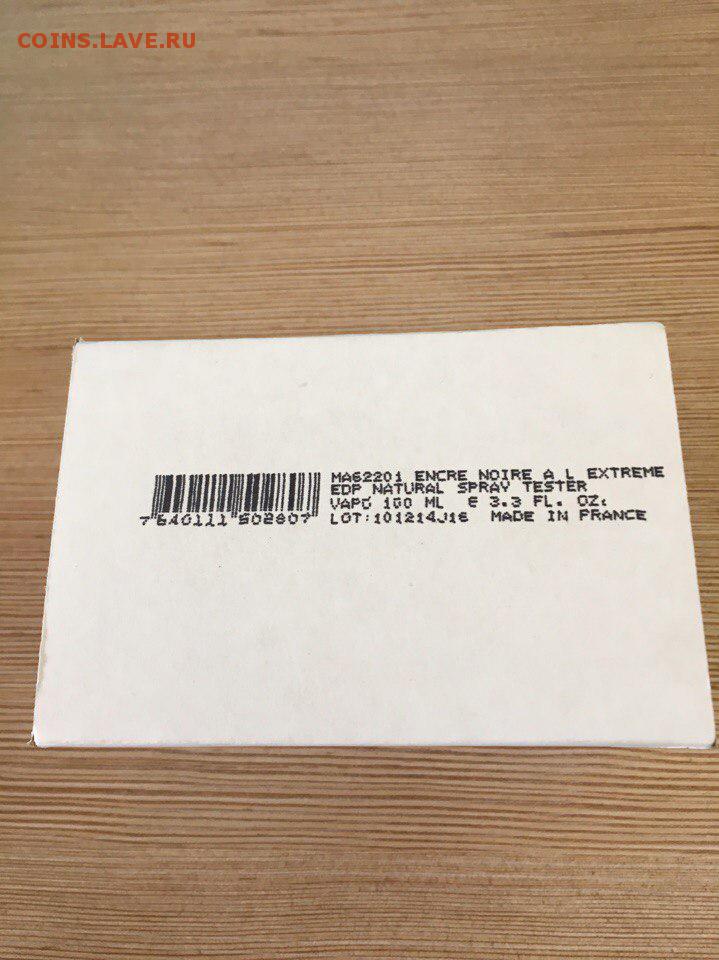 COINS.LAVE.RU
MA62201 ENCRE NOIRE A L EXTREME
EDP NATURAL SPRAY TESTER
VAPO 100 ML e 3.3 FL. OZ.
7 640111 502807 LOT:101214J16 MADE IN FRANCE